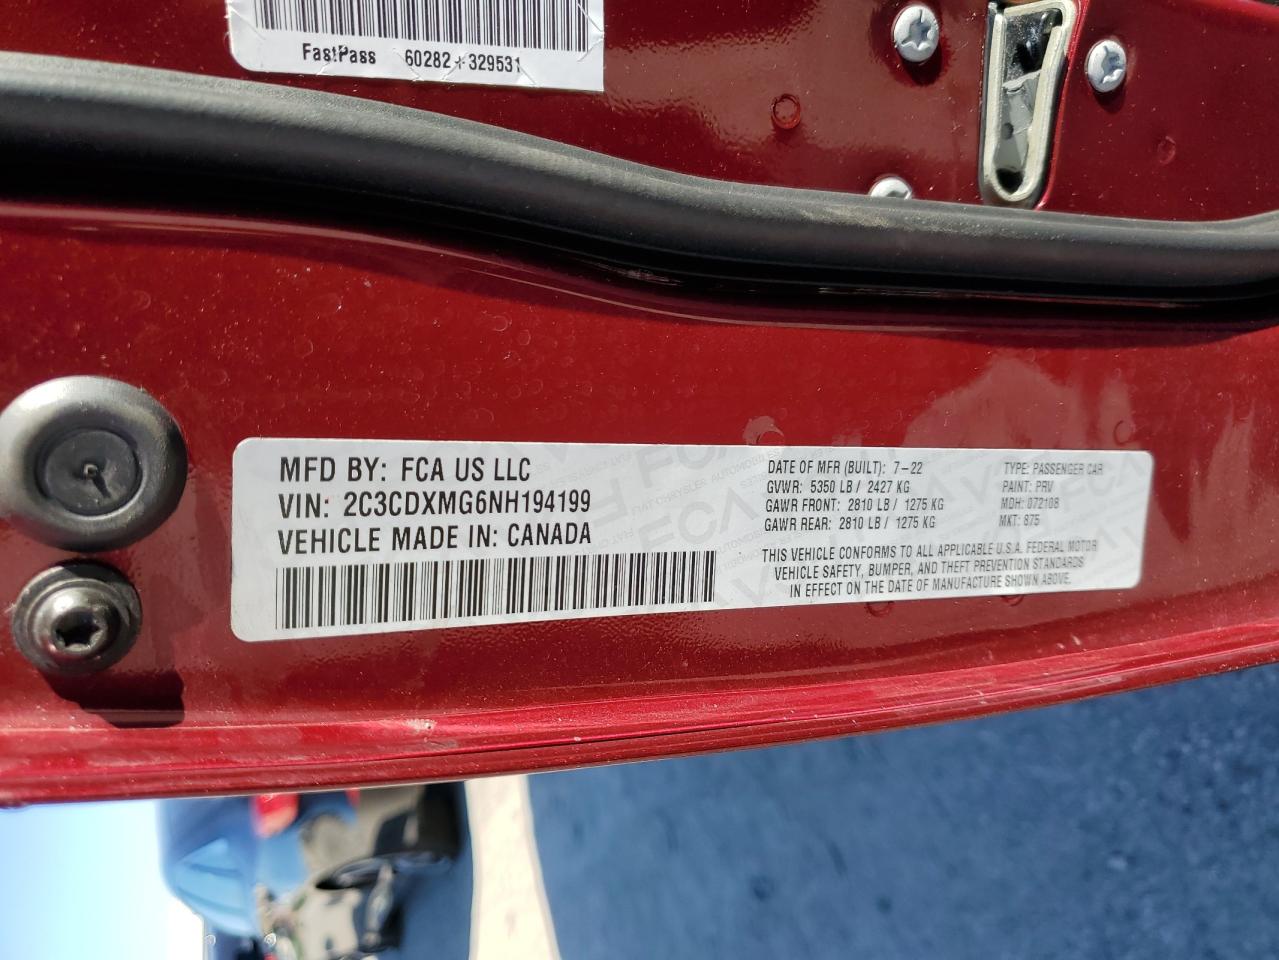 FastPass 60282+329531
MFD BY: FCA US LLC
VIN: 2C3CDXMG6NH194199
VEHICLE MADE IN: CANADA
DATE OF MFR (BUILT): 7-22
GVWR: 5350 LB / 2427 KG
GAWR FRONT: 2810 LB / 1275 KG
GAWR REAR: 2810 LB / 1275 KG
TYPE: PASSENGER CAR
PAINT: PRV
MDH: 072108
MKT: 875
THIS VEHICLE CONFORMS TO ALL APPLICABLE U.S.A. FEDERAL MOTOR
VEHICLE SAFETY, BUMPER, AND THEFT PREVENTION STANDARDS
IN EFFECT ON THE DATE OF MANUFACTURE SHOWN ABOVE.